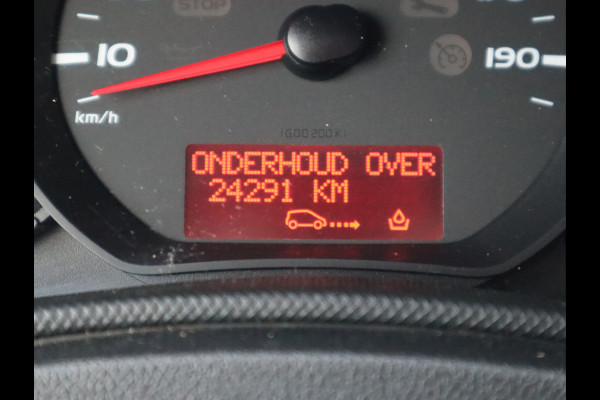 STOP
10
190
km/h
ONDERHOUD OVER
24291 KM